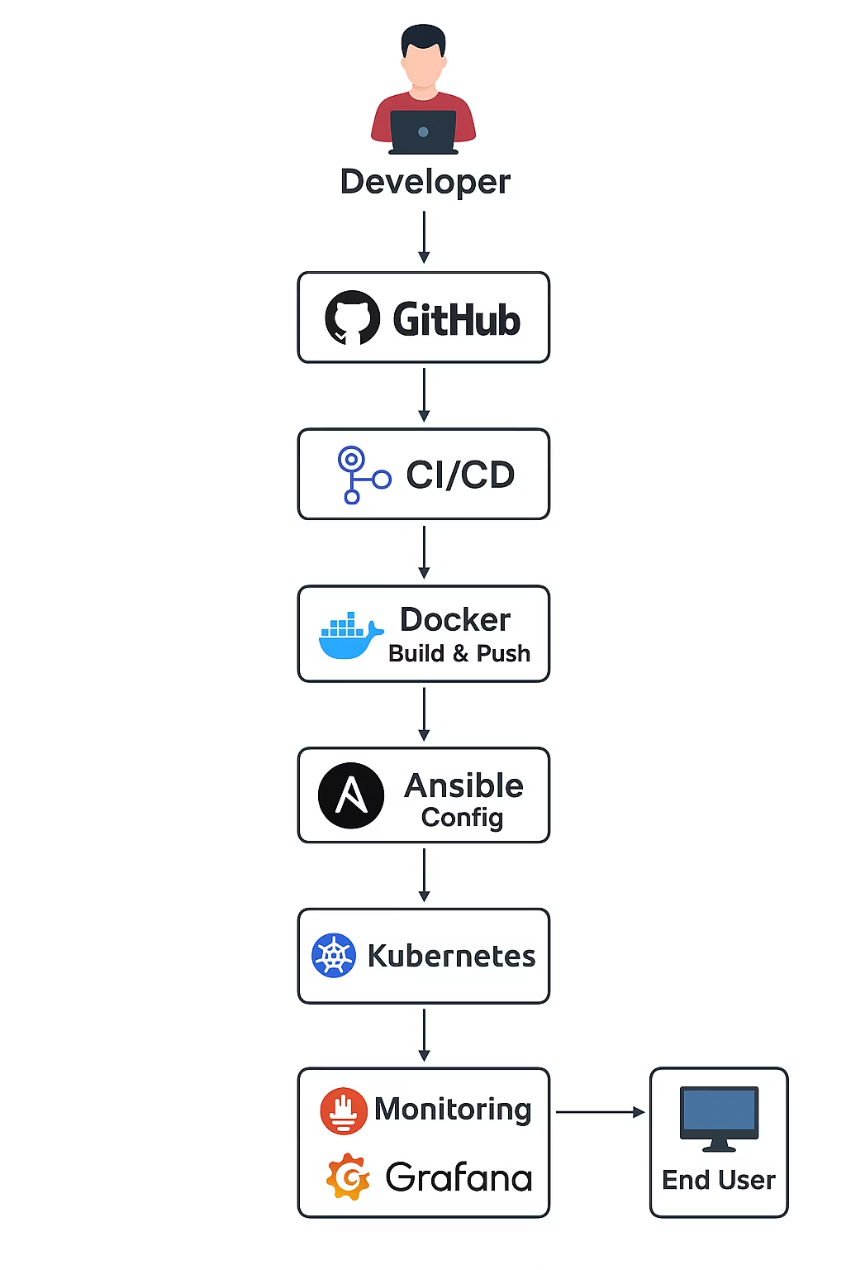 Developer
GitHub
CI/CD
Docker
Build & Push
Ansible
Config
Kubernetes
Monitoring
Grafana
End User